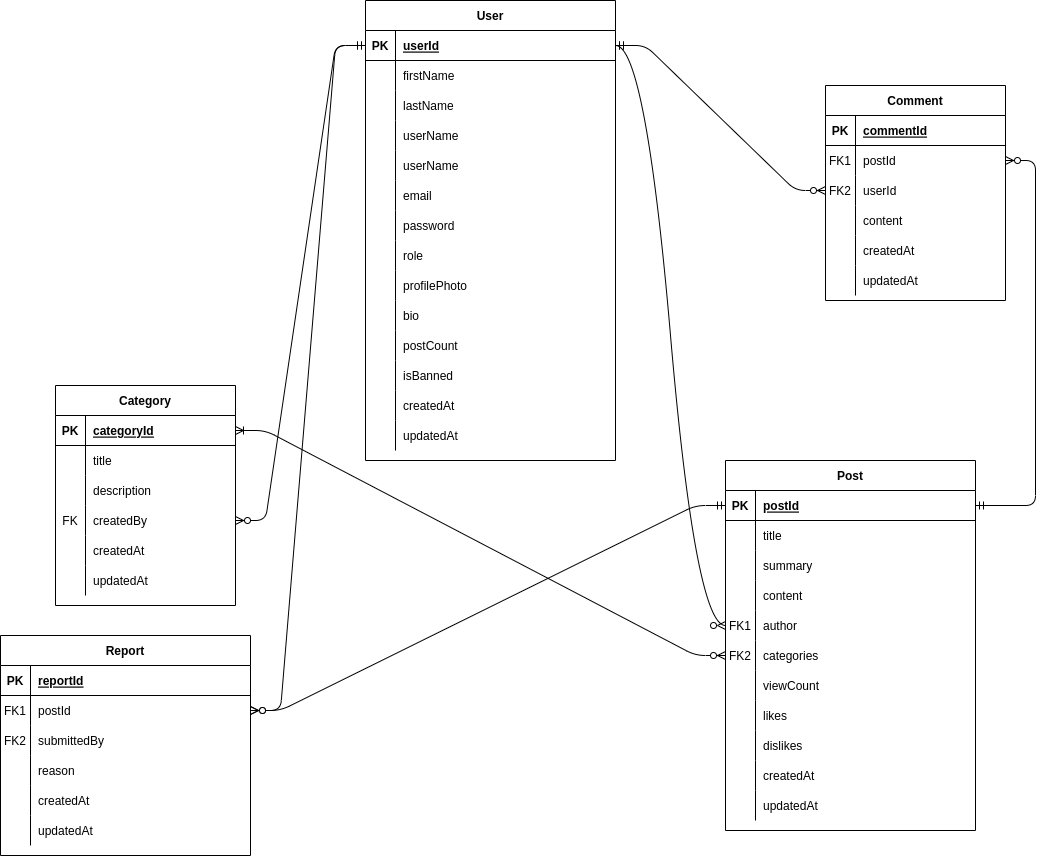 User
PK userId
firstName
lastName
userName
userName
email
password
role
profilePhoto
bio
postCount
isBanned
createdAt
updatedAt
Comment
PK commentId
FK1 postId
FK2 userId
content
createdAt
updatedAt
Category
PK categoryId
title
description
FK createdBy
createdAt
updatedAt
Post
PK postId
title
summary
content
FK1 author
FK2 categories
viewCount
likes
dislikes
createdAt
updatedAt
Report
PK reportId
FK1 postId
FK2 submittedBy
reason
createdAt
updatedAt